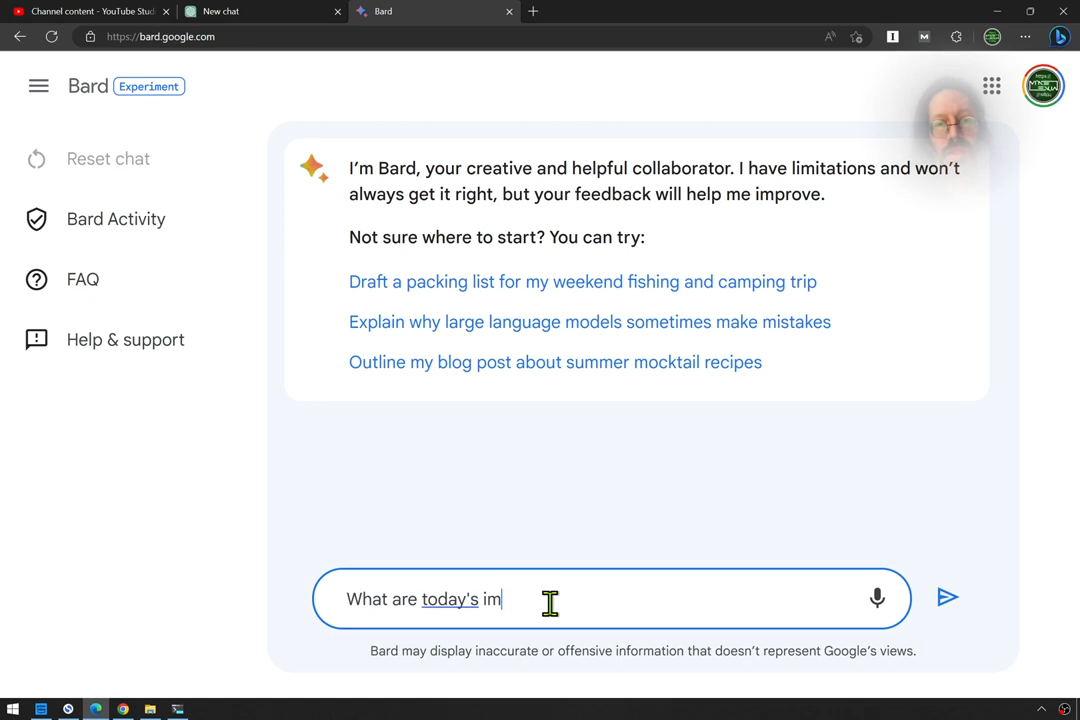 Channel content - YouTube Stud
New chat
Bard
https://bard.google.com
Bard
Experiment
Reset chat
Bard Activity
FAQ
Help & support
I'm Bard, your creative and helpful collaborator. I have limitations and won't
always get it right, but your feedback will help me improve.
Not sure where to start? You can try:
Draft a packing list for my weekend fishing and camping trip
Explain why large language models sometimes make mistakes
Outline my blog post about summer mocktail recipes
What are today's im
Bard may display inaccurate or offensive information that doesn't represent Google's views.